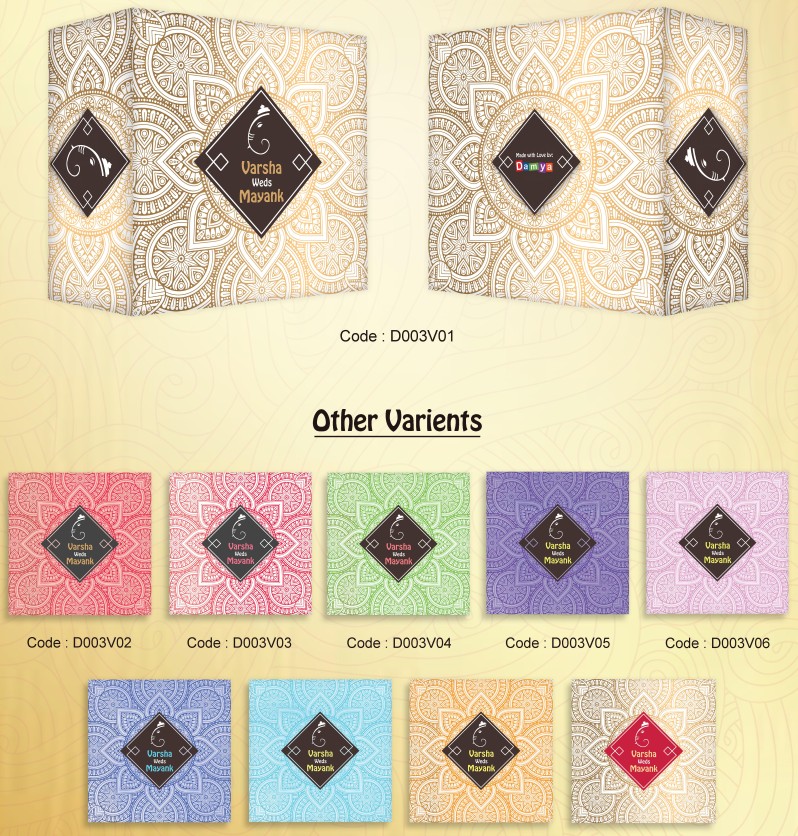 Varsha
Weds
Mayank
Made with Love by:
Damya
Code : D003V01
Other Varients
Varsha
Weds
Mayank
Varsha
Weds
Mayank
Varsha
Weds
Mayank
Varsha
Weds
Mayank
Varsha
Weds
Mayank
Code : D003V02
Code : D003V03
Code : D003V04
Code : D003V05
Code : D003V06
Varsha
Weds
Mayank
Varsha
Weds
Mayank
Varsha
Weds
Mayank
Varsha
Weds
Mayank